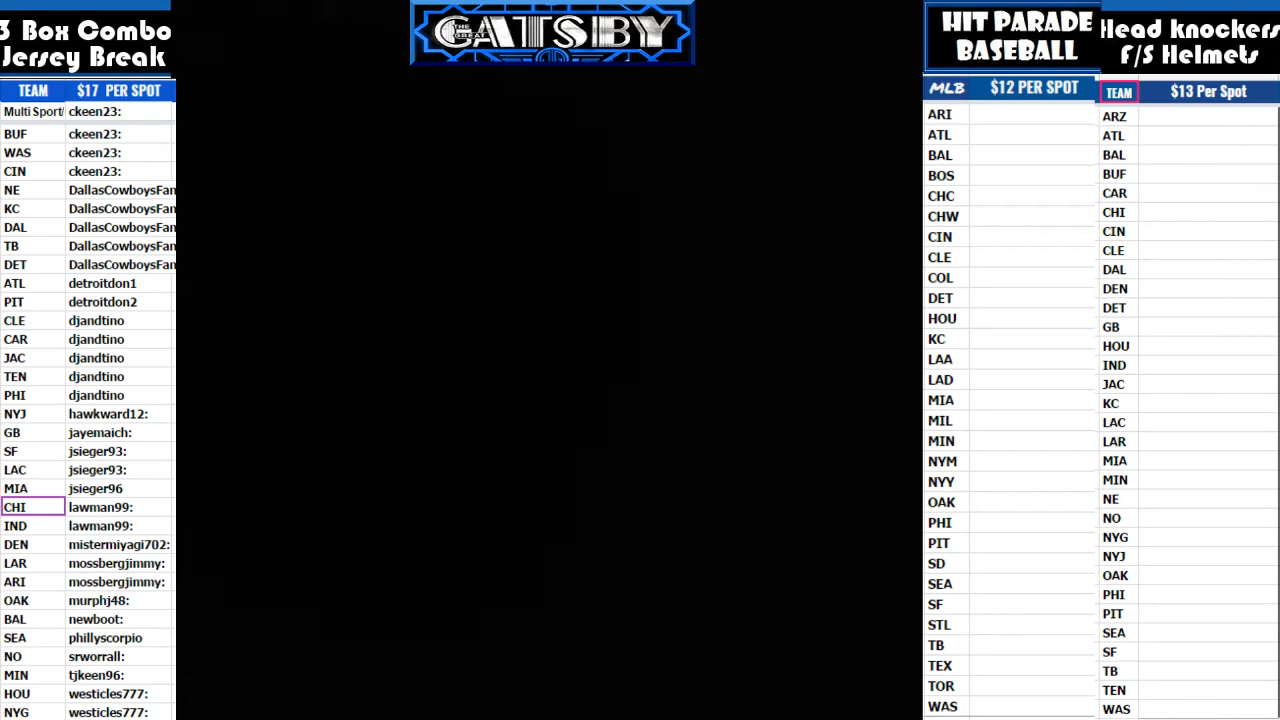 3 Box Combo
Jersey Break
TEAM $17 PER SPOT
Multi Sport/ ckeen23:
BUF ckeen23:
WAS ckeen23:
CIN ckeen23:
NE DallasCowboysFan
KC DallasCowboysFan
DAL DallasCowboysFan
TB DallasCowboysFan
DET DallasCowboysFan
ATL detroitdon1
PIT detroitdon2
CLE djandtino
CAR djandtino
JAC djandtino
TEN djandtino
PHI djandtino
NYJ hawkward12:
GB jayemaich:
SF jsieger93:
LAC jsieger93:
MIA jsieger96
CHI lawman99:
IND lawman99:
DEN mistermiyagi702:
LAR mossbergjimmy:
ARI mossbergjimmy:
OAK murphj48:
BAL newboot:
SEA phillyscorpio
NO srworrall:
MIN tjkeen96:
HOU westicles777:
NYG westicles777:
THE GREAT GATSBY
HIT PARADE
BASEBALL
MLB $12 PER SPOT
ARI
ATL
BAL
BOS
CHC
CHW
CIN
CLE
COL
DET
HOU
KC
LAA
LAD
MIA
MIL
MIN
NYM
NYY
OAK
PHI
PIT
SD
SEA
SF
STL
TB
TEX
TOR
WAS
Head knockers
F/S Helmets
TEAM $13 Per Spot
ARZ
ATL
BAL
BUF
CAR
CHI
CIN
CLE
DAL
DEN
DET
GB
HOU
IND
JAC
KC
LAC
LAR
MIA
MIN
NE
NO
NYG
NYJ
OAK
PHI
PIT
SEA
SF
TB
TEN
WAS